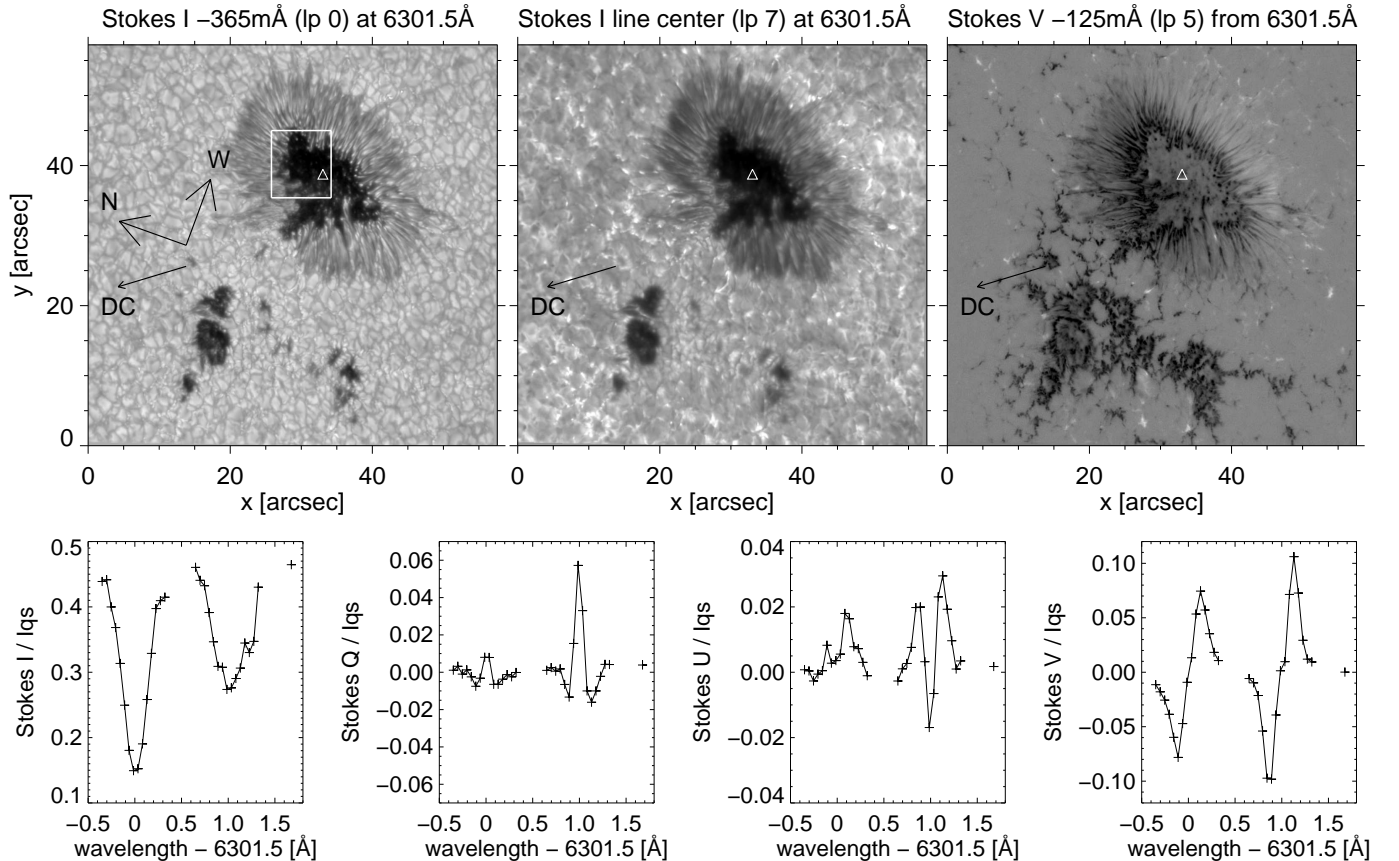 Stokes I −365mÅ (lp 0) at 6301.5Å
Stokes I line center (lp 7) at 6301.5Å
Stokes V −125mÅ (lp 5) from 6301.5Å
y [arcsec]
40
20
0
W
N
DC
DC
DC
0 20 40
0 20 40
0 20 40
x [arcsec]
x [arcsec]
x [arcsec]
Stokes I / Iqs
0.5
0.4
0.3
0.2
0.1
−0.5 0 0.5 1.0 1.5
wavelength − 6301.5 [Å]
Stokes Q / Iqs
0.06
0.04
0.02
0.00
−0.02
−0.04
−0.06
−0.5 0 0.5 1.0 1.5
wavelength − 6301.5 [Å]
Stokes U / Iqs
0.04
0.02
0.00
−0.02
−0.04
−0.5 0 0.5 1.0 1.5
wavelength − 6301.5 [Å]
Stokes V / Iqs
0.10
0.05
0.00
−0.05
−0.10
−0.5 0 0.5 1.0 1.5
wavelength − 6301.5 [Å]